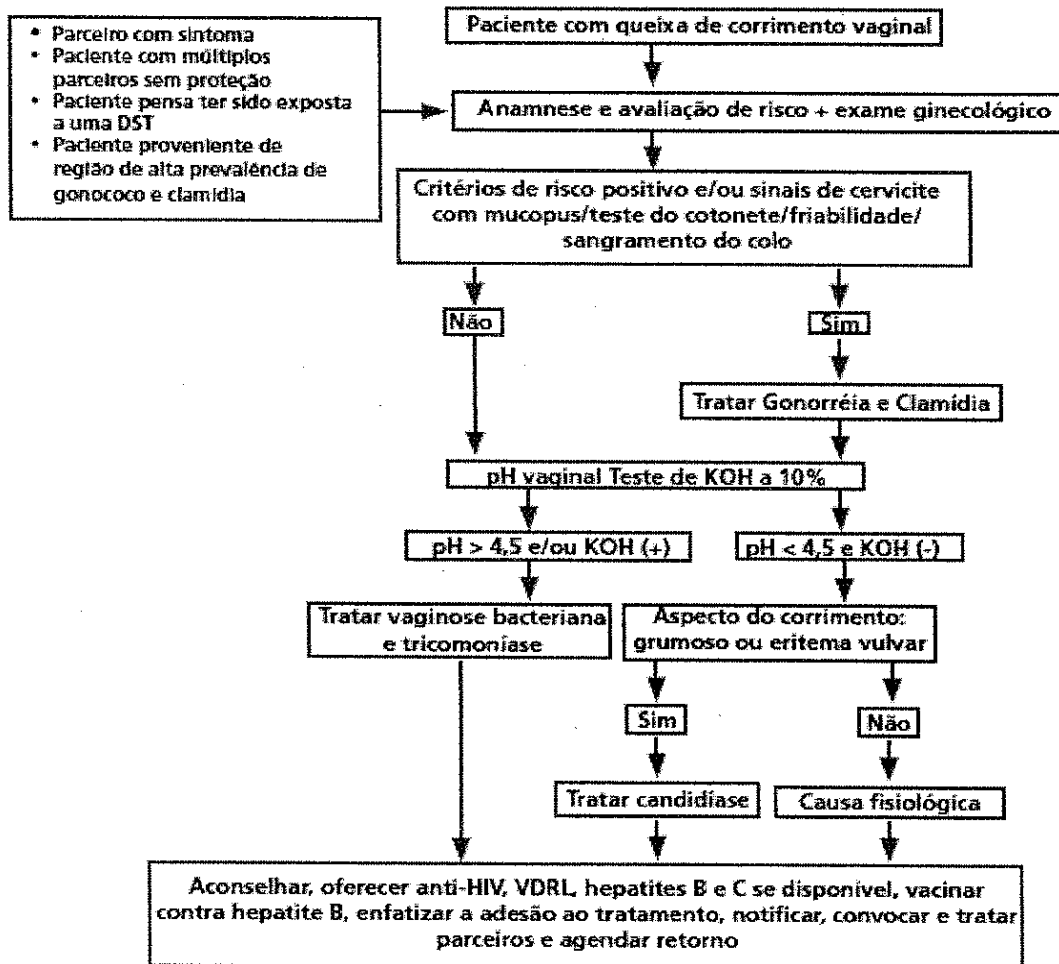 • Parceiro com sintoma
• Paciente com múltiplos
parceiros sem proteção
• Paciente pensa ter sido exposta
a uma DST
• Paciente proveniente de
região de alta prevalência de
gonococo e clamídia
Paciente com queixa de corrimento vaginal
Anamnese e avaliação de risco + exame ginecológico
Critérios de risco positivo e/ou sinais de cervicite
com mucopus/teste do cotonete/friabilidade/
sangramento do colo
Não
Sim
Tratar Gonorréia e Clamídia
pH vaginal Teste de KOH a 10%
pH > 4,5 e/ou KOH (+)
pH < 4,5 e KOH (-)
Tratar vaginose bacteriana
e tricomoníase
Aspecto do corrimento:
grumoso ou eritema vulvar
Sim
Não
Tratar candidíase
Causa fisiológica
Aconselhar, oferecer anti-HIV, VDRL, hepatites B e C se disponível, vacinar
contra hepatite B, enfatizar a adesão ao tratamento, notificar, convocar e tratar
parceiros e agendar retorno